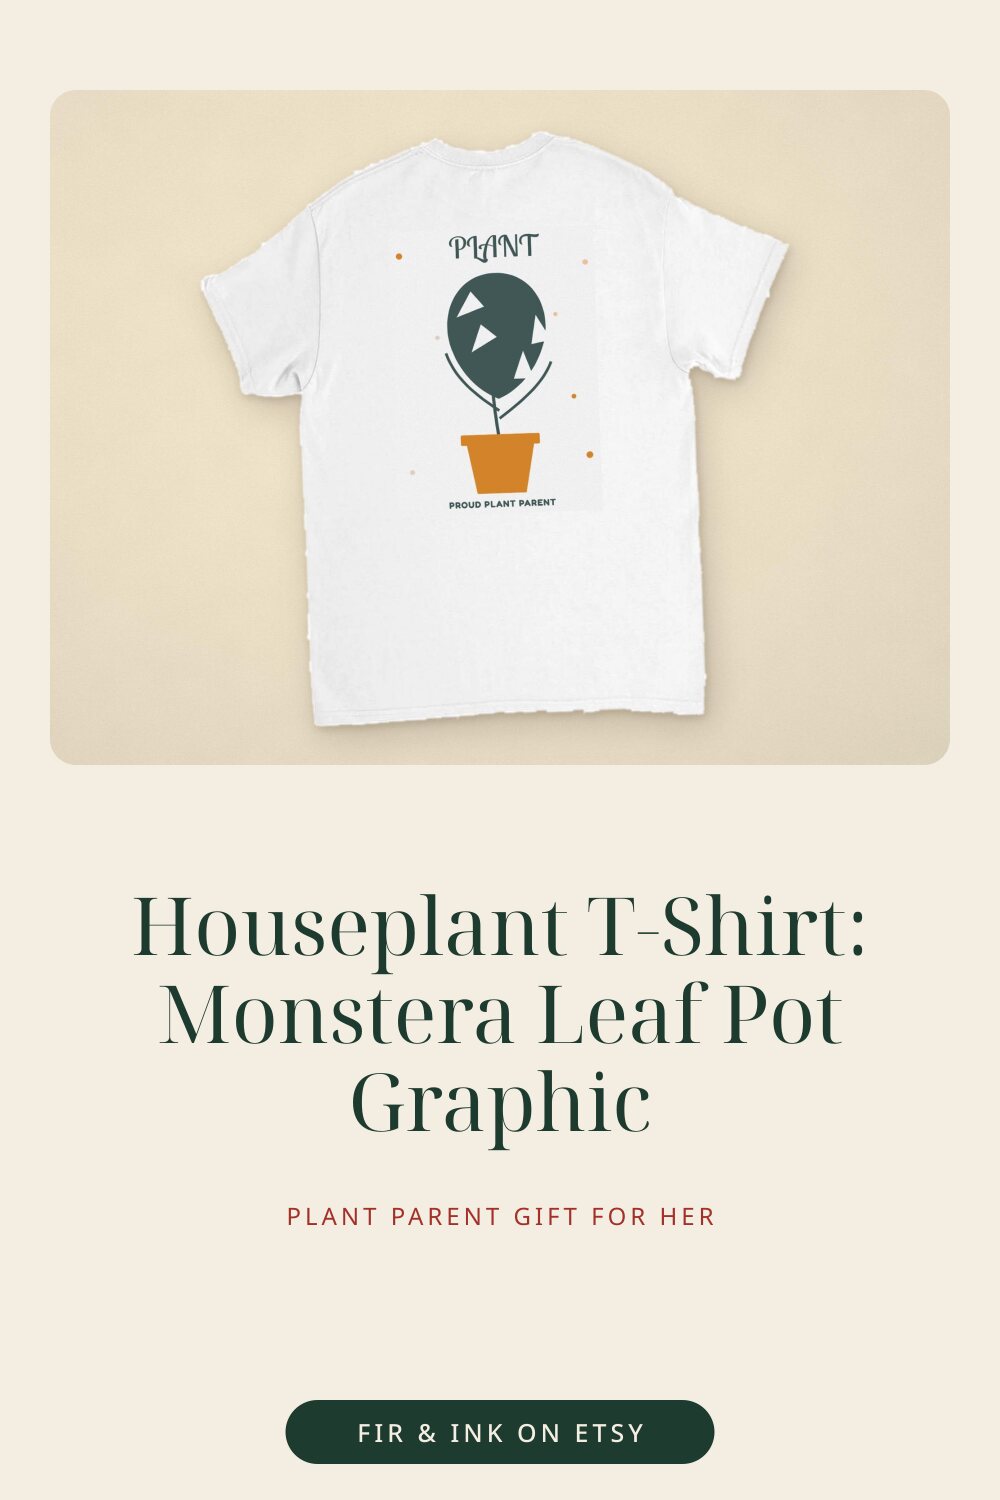 PLANT
PROUD PLANT PARENT
Houseplant T-Shirt:
Monstera Leaf Pot
Graphic
PLANT PARENT GIFT FOR HER
FIR & INK ON ETSY